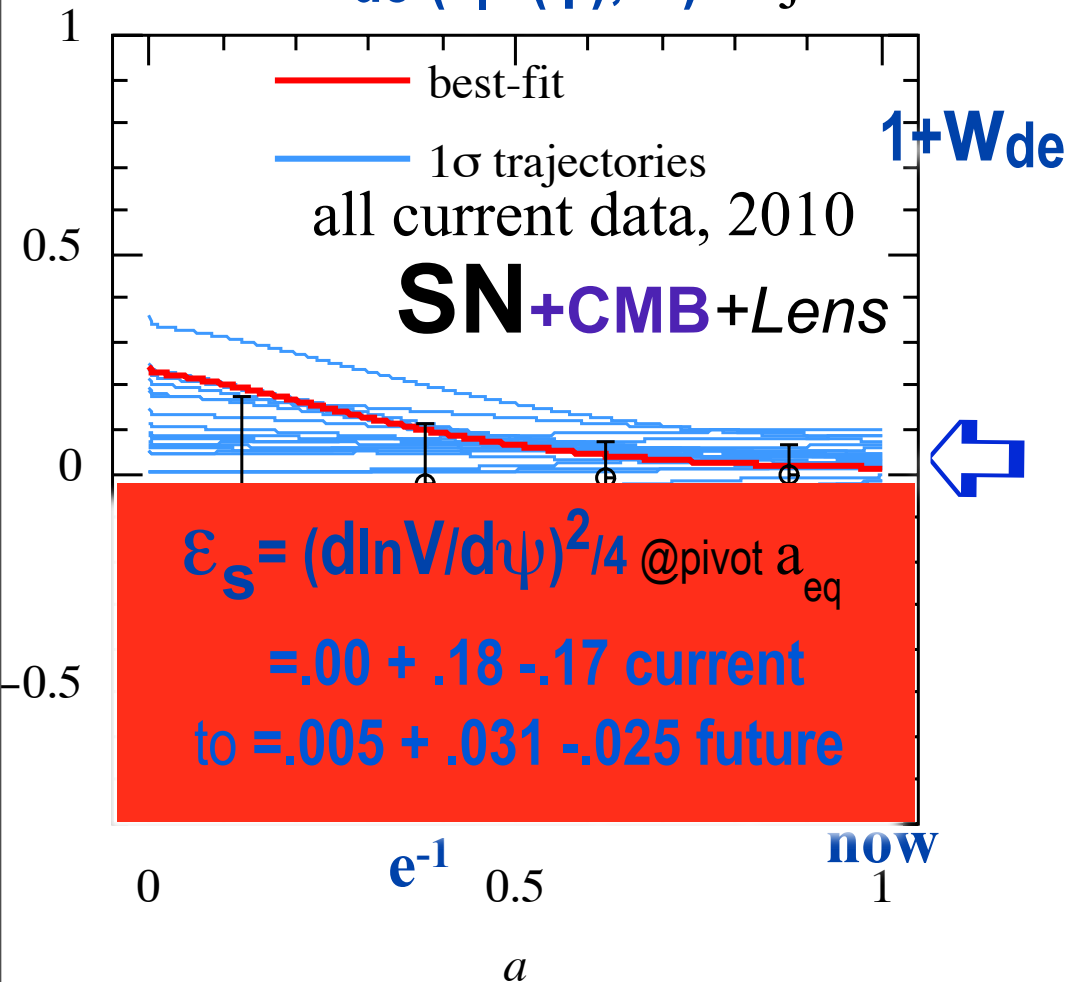 1
best-fit
1+wde
1σ trajectories
all current data, 2010
0.5
SN+CMB+Lens
0
εs= (dlnV/dψ)2/4 @pivot aeq
=.00 + .18 -.17 current
−0.5
to =.005 + .031 -.025 future
now
e-1
0 0.5 1
a